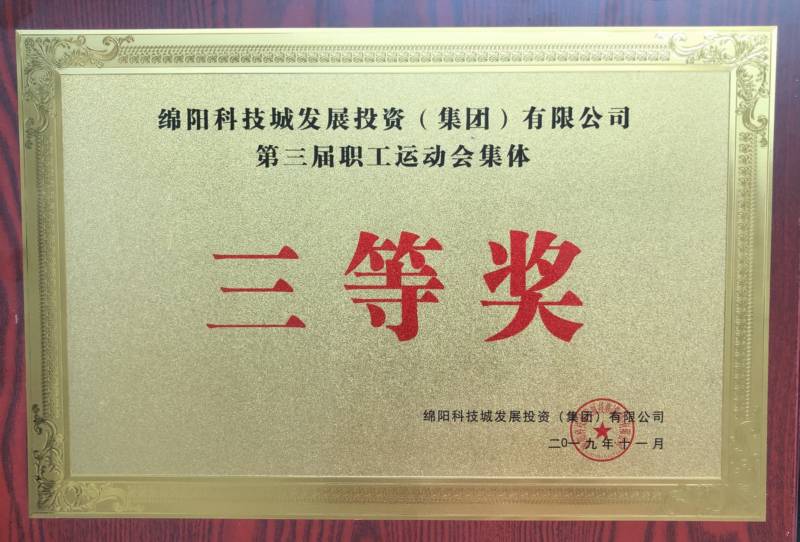 绵阳科技城发展投资（集团）有限公司
第三届职工运动会集体
三等奖
绵阳科技城发展投资（集团）有限公司
二0一九年十一月